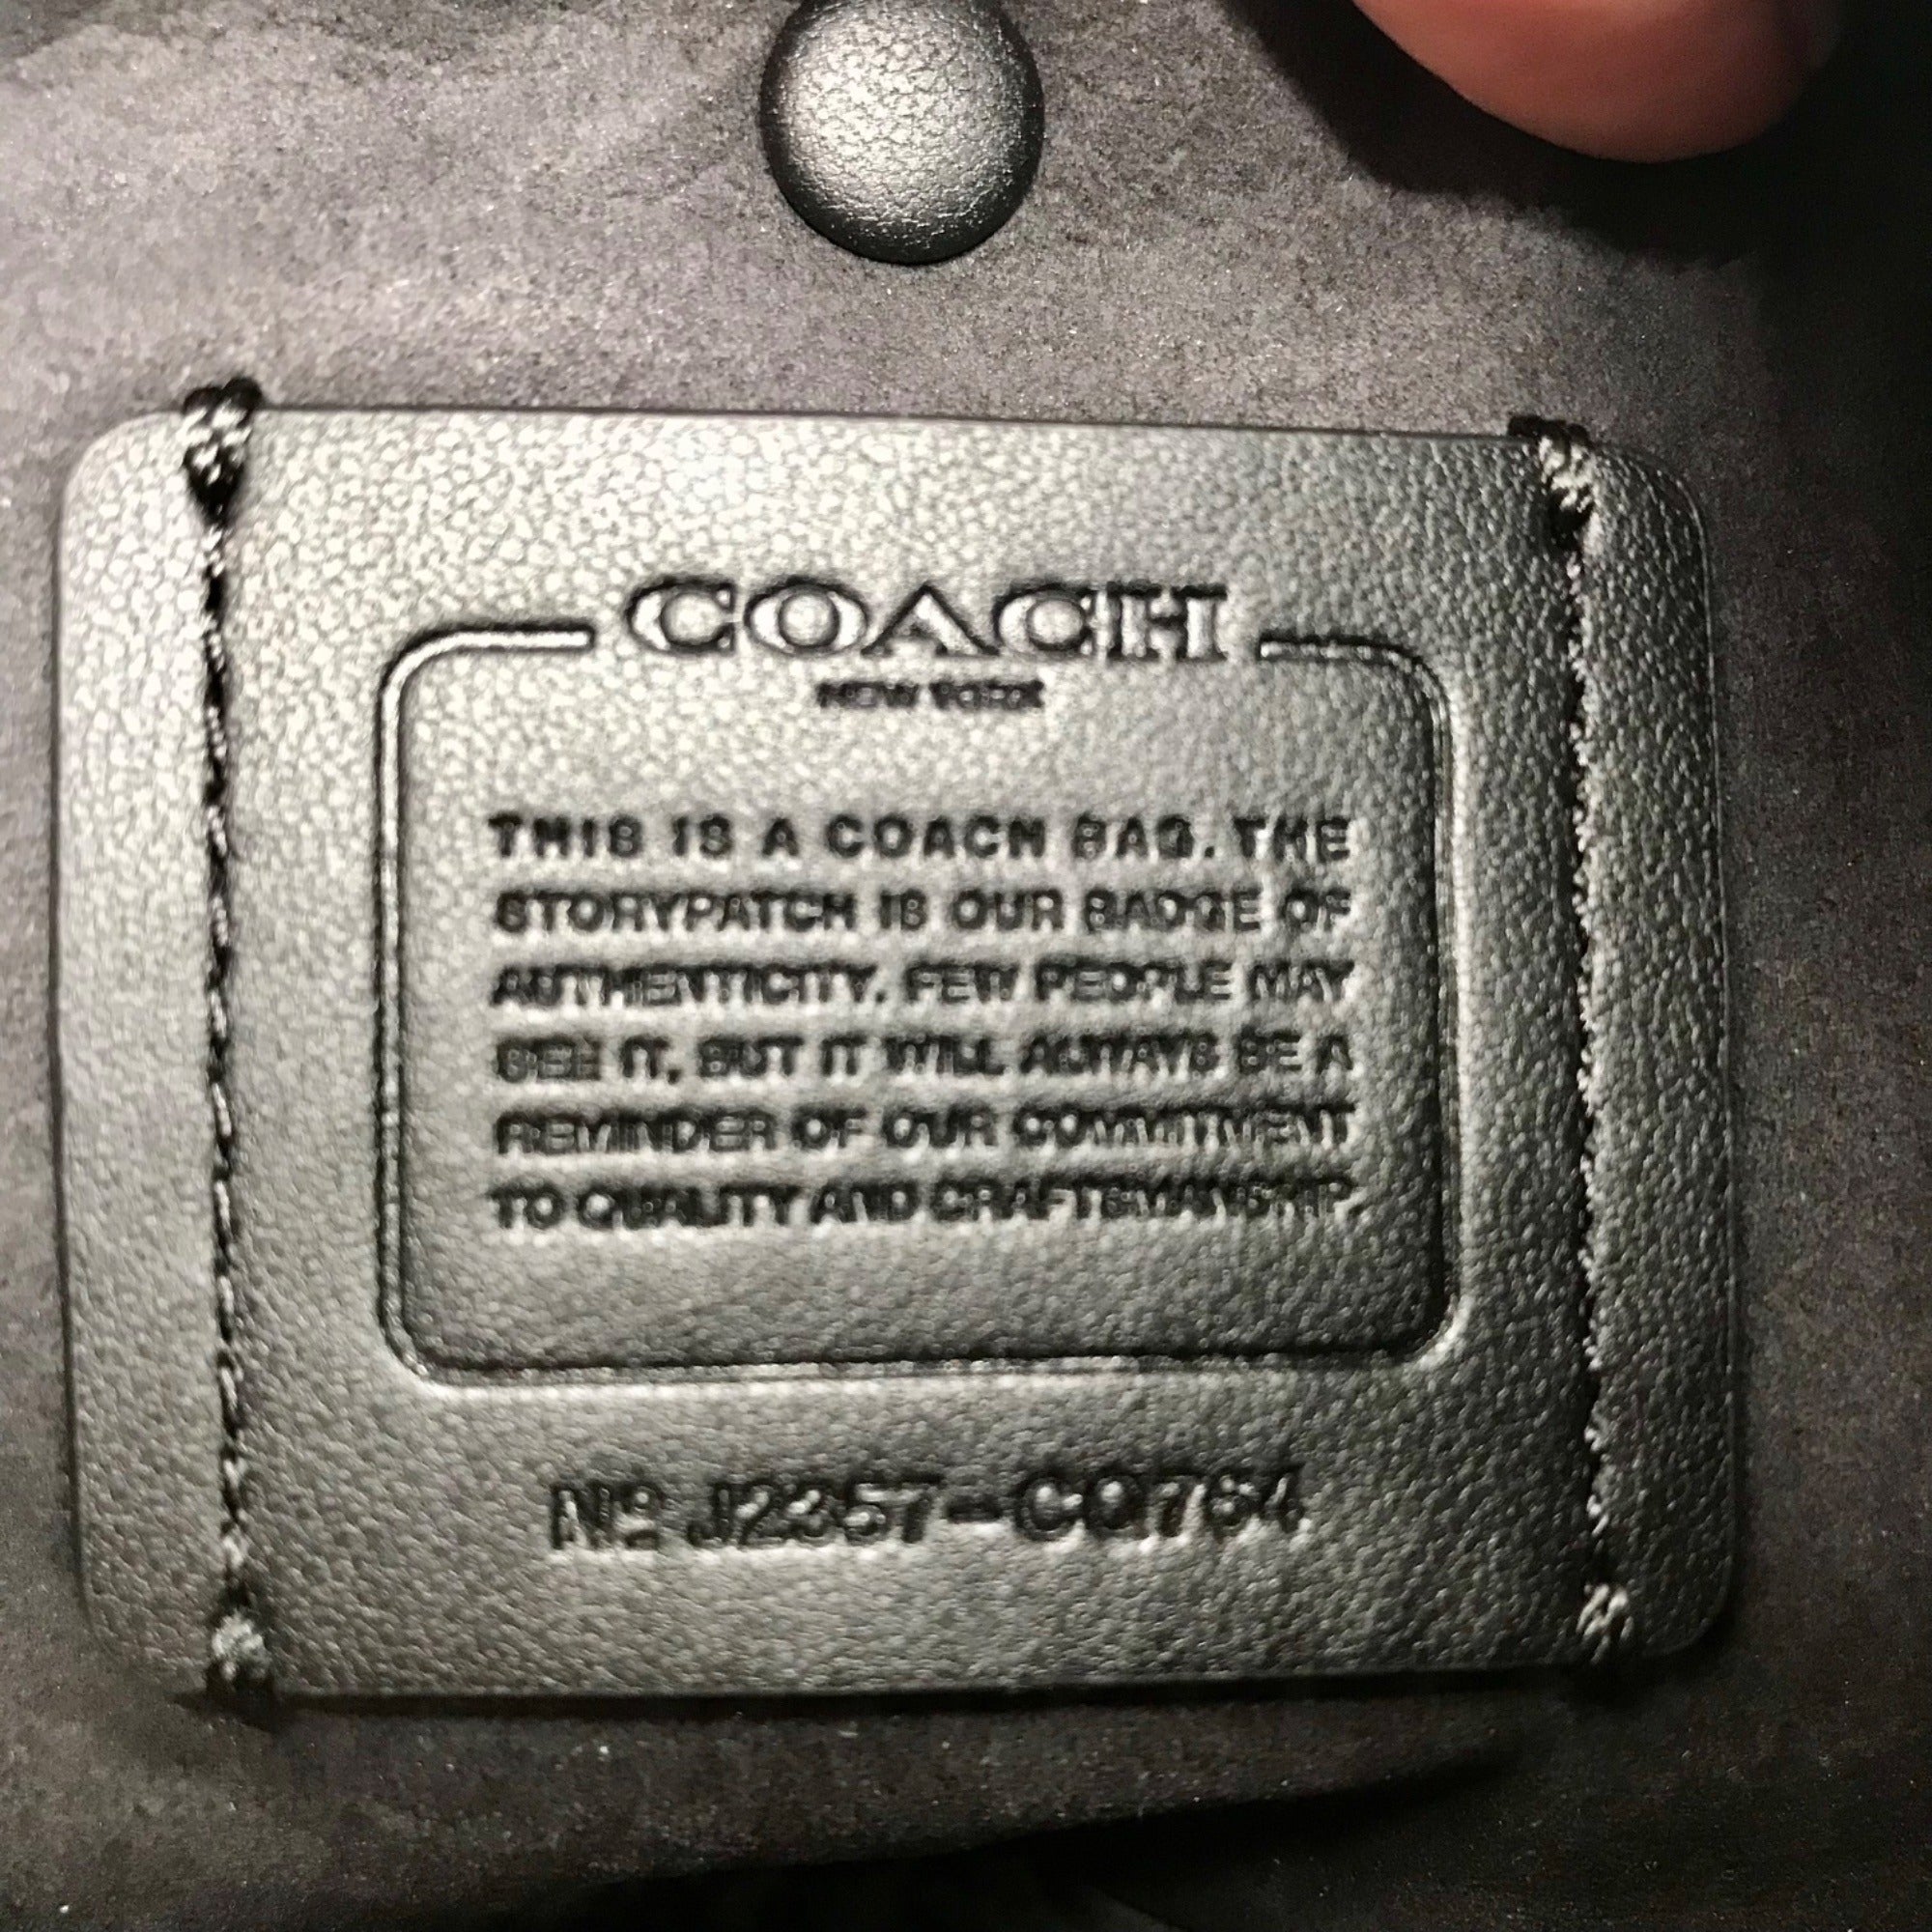 COACH
NEW YORK
THIS IS A COACH BAG. THE
STORYPATCH IS OUR BADGE OF
AUTHENTICITY. FEW PEOPLE MAY
SEE IT, BUT IT WILL ALWAYS BE A
REMINDER OF OUR COMMITMENT
TO QUALITY AND CRAFTSMANSHIP.
Nº J2357-CQ764